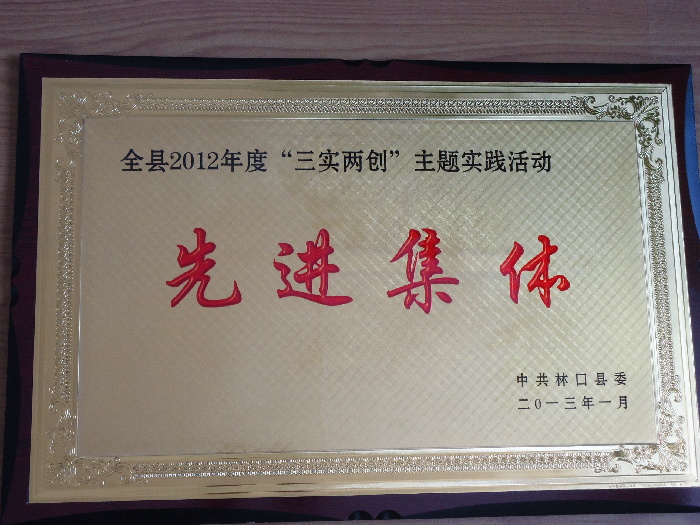 全县2012年度“三实两创”主题实践活动
先进集体
中共林口县委
二〇一三年一月